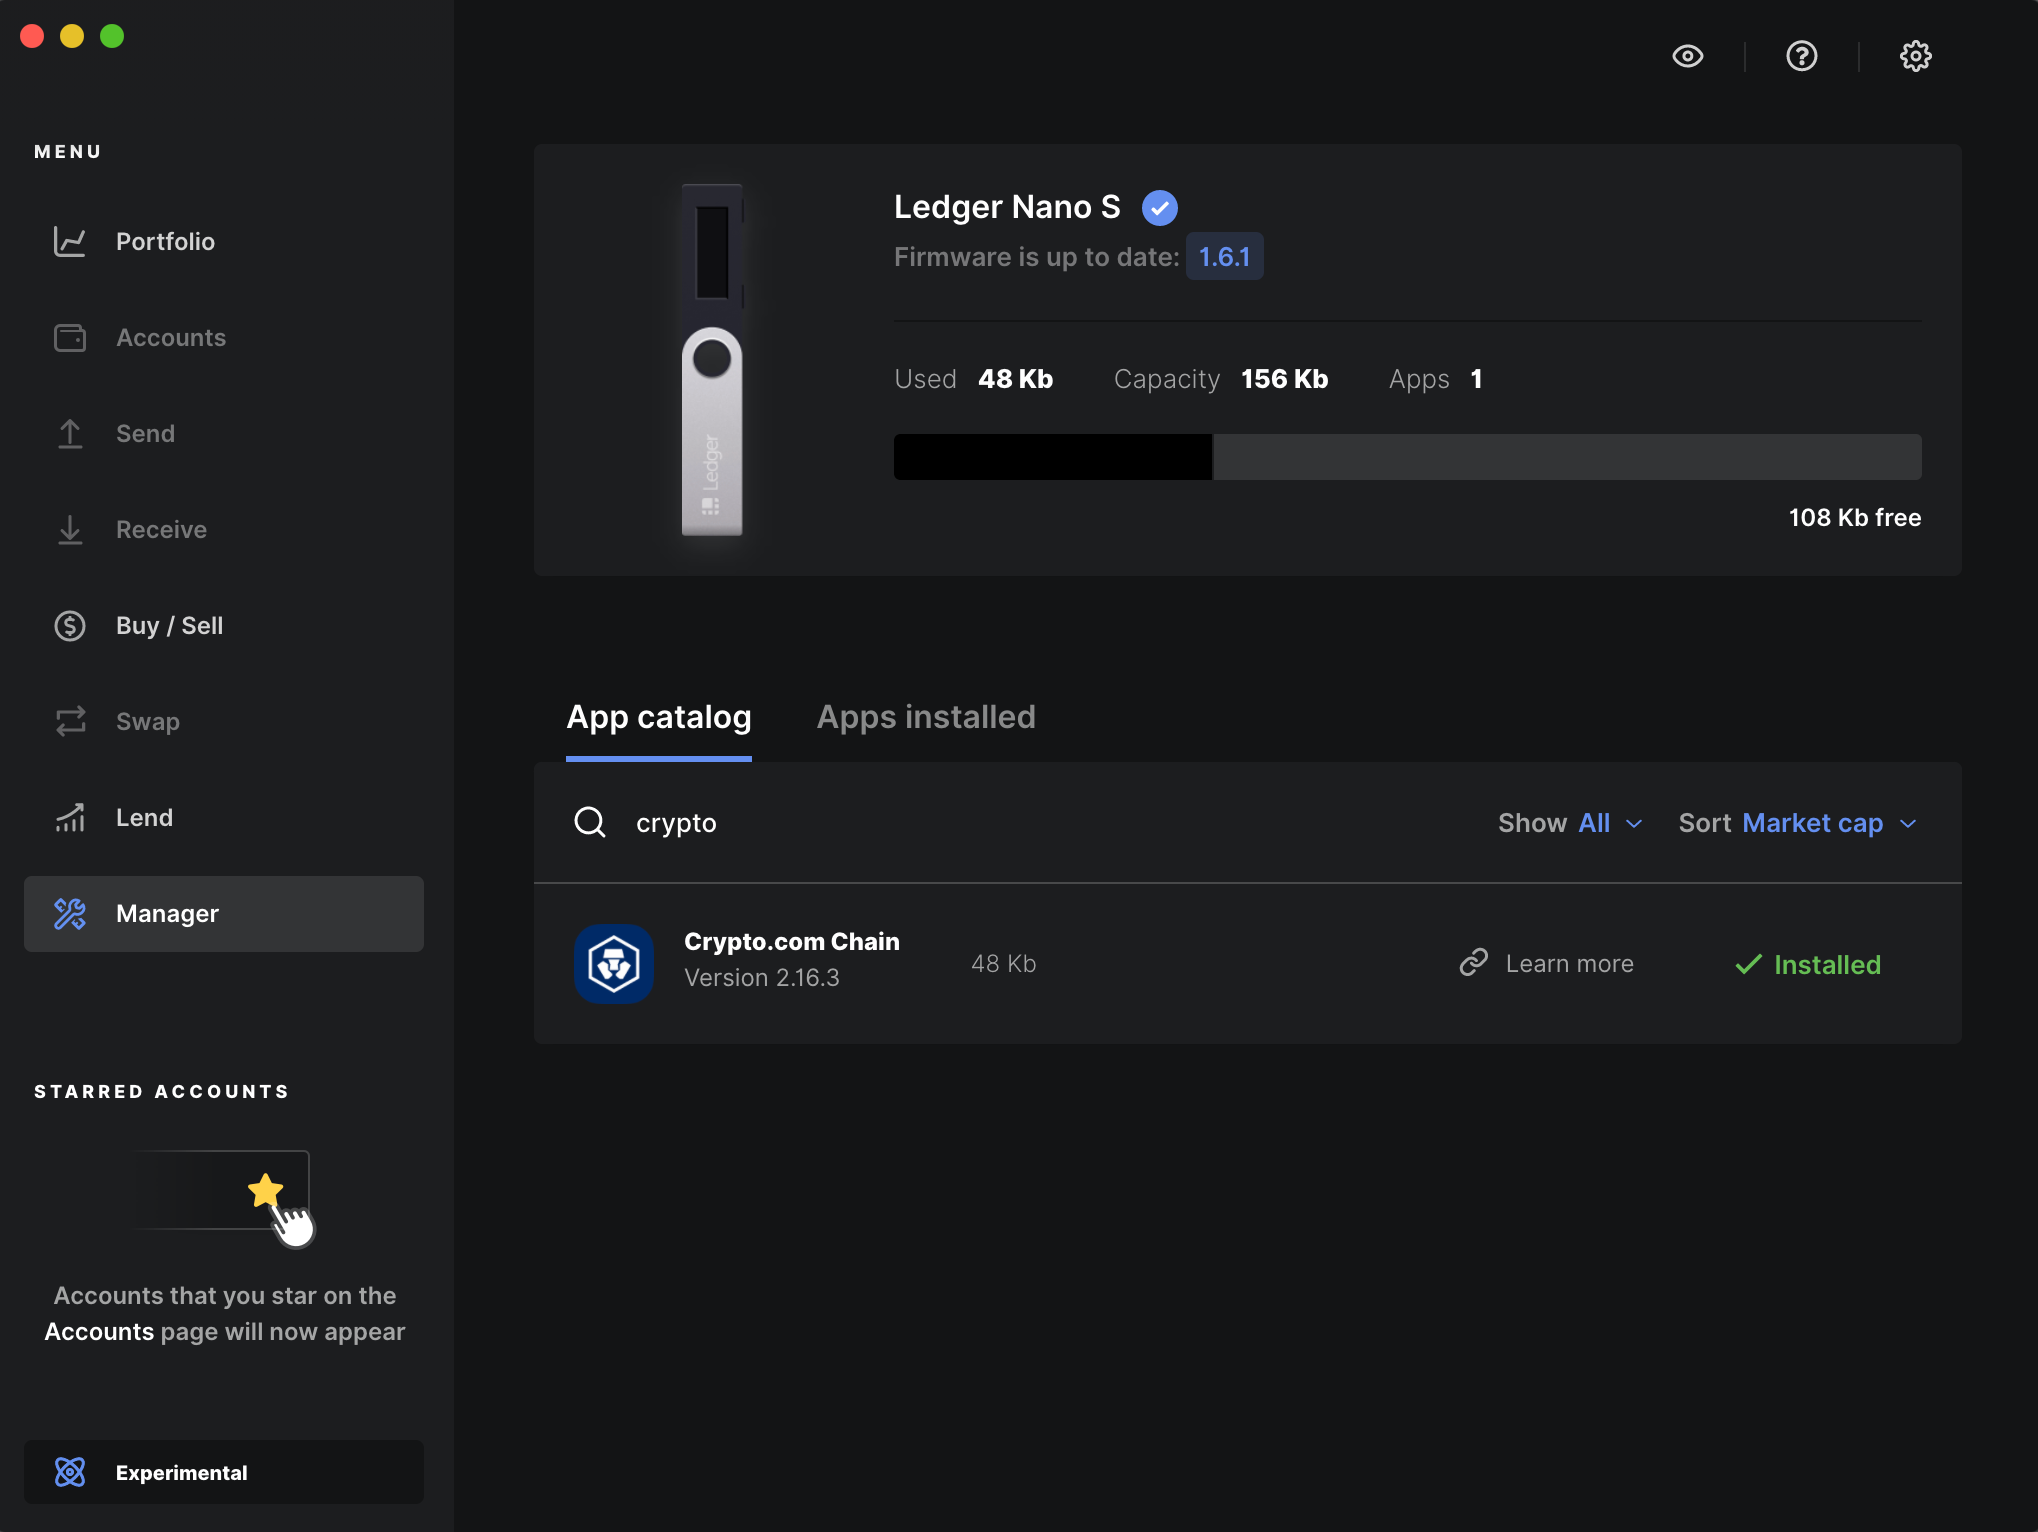 MENU
Portfolio
Accounts
Send
Receive
Buy / Sell
Swap
Lend
Manager
STARRED ACCOUNTS
Accounts that you star on the
Accounts page will now appear
Experimental
Ledger Nano S
Firmware is up to date: 1.6.1
Used 48 Kb Capacity 156 Kb Apps 1
108 Kb free
Ledger
App catalog Apps installed
crypto Show All Sort Market cap
Crypto.com Chain
Version 2.16.3
48 Kb
Learn more
Installed